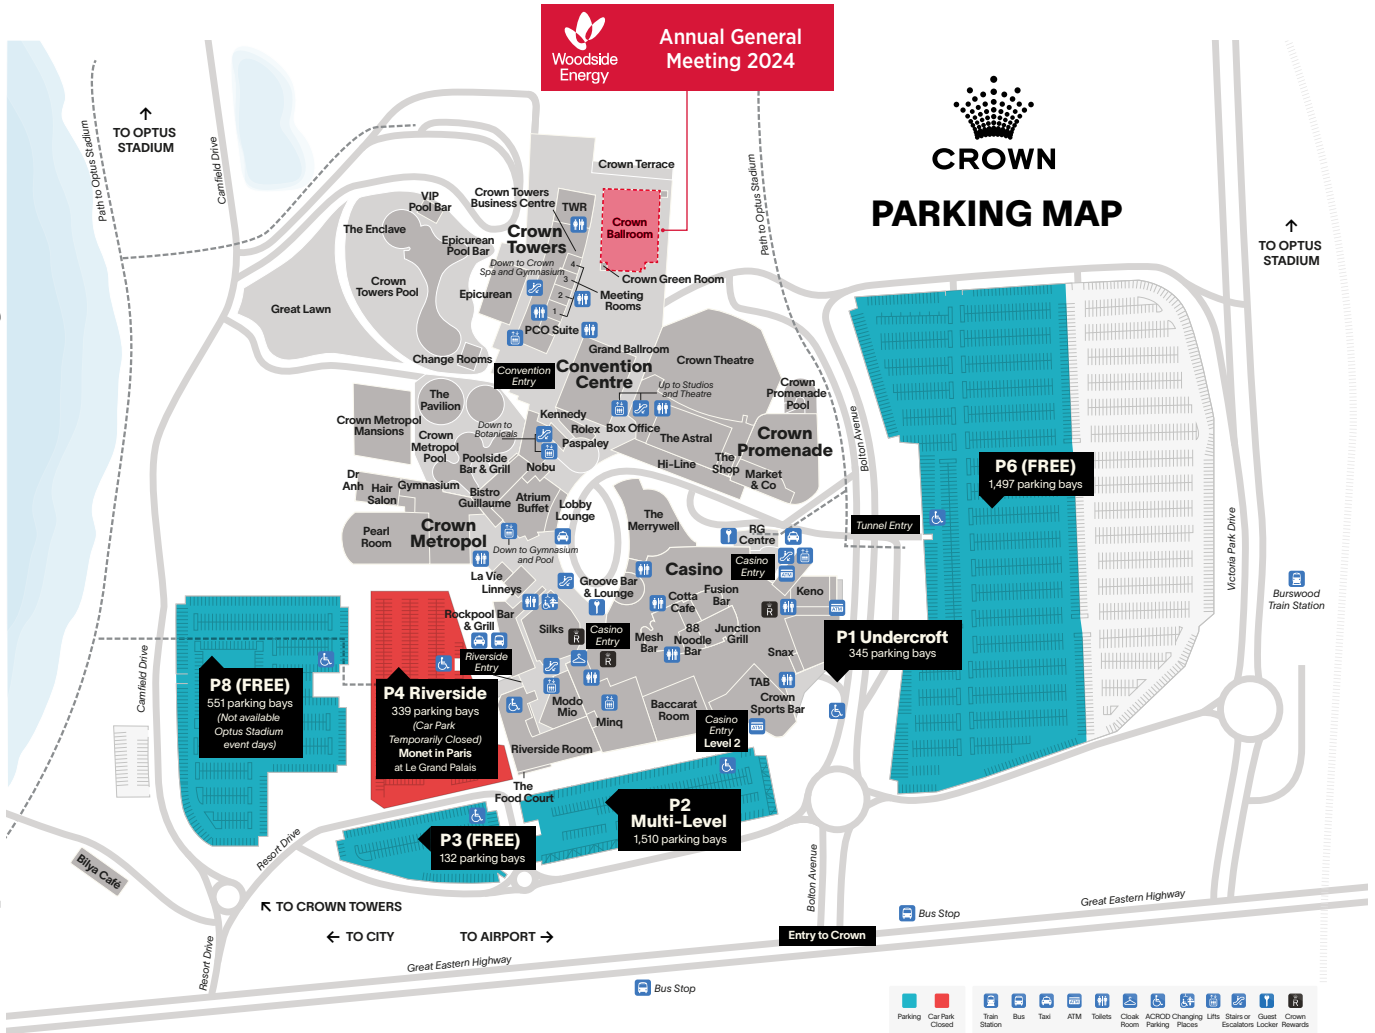 Woodside
Energy
Annual General
Meeting 2024
CROWN
PARKING MAP
TO OPTUS
STADIUM
Path to Optus Stadium
Camfield Drive
Path to Optus Stadium
TO OPTUS
STADIUM
Crown Terrace
Crown Towers
Business Centre
TWR
Crown
Ballroom
VIP
Pool Bar
The Enclave
Epicurean
Pool Bar
Crown
Towers
Down to Crown
Spa and Gymnasium
4
3
2
1
Crown Green Room
Meeting
Rooms
Crown
Towers Pool
Epicurean
Great Lawn
PCO Suite
Change Rooms
Grand Ballroom
Convention
Entry
Convention
Centre
Crown Theatre
Up to Studios
and Theatre
Crown
Promenade
Pool
The
Pavilion
Crown Metropol
Mansions
Crown
Metropol
Pool
Down to
Botanicals
Kennedy
Rolex
Paspaley
Box Office
The Astral
Crown
Promenade
Hi-Line
The
Shop
Market
& Co
Poolside
Bar & Grill
Nobu
Dr
Anh
Hair
Salon
Gymnasium
Bistro
Guillaume
Atrium
Buffet
Lobby
Lounge
The
Merrywell
Pearl
Room
Crown
Metropol
Down to Gymnasium
and Pool
RG
Centre
Casino
Entry
ATM
Casino
La Vie
Linneys
Groove Bar
& Lounge
Cotta
Cafe
Fusion
Bar
Keno
R
ATM
Rockpool Bar
& Grill
Silks
R
Casino
Entry
R
Mesh
Bar
88
Noodle
Bar
Junction
Grill
Snax
Riverside
Entry
TAB
Crown
Sports Bar
Modo
Mio
Minq
Baccarat
Room
Casino
Entry
Level 2
ATM
Riverside Room
The
Food Court
Bolton Avenue
Tunnel Entry
P6 (FREE)
1,497 parking bays
Victoria Park Drive
Burswood
Train Station
P1 Undercroft
345 parking bays
Camfield Drive
P8 (FREE)
551 parking bays
(Not available
Optus Stadium
event days)
P4 Riverside
339 parking bays
(Car Park
Temporarily Closed)
Monet in Paris
at Le Grand Palais
P2
Multi-Level
1,510 parking bays
P3 (FREE)
132 parking bays
Resort Drive
Bilya Café
Resort Drive
TO CROWN TOWERS
TO CITY
TO AIRPORT
Great Eastern Highway
Bolton Avenue
Entry to Crown
Bus Stop
Great Eastern Highway
Bus Stop
Parking
Car Park
Closed
Train
Station
Bus
Taxi
ATM
ATM
Toilets
Cloak
Room
ACROD
Parking
Changing
Places
Lifts
Stairs or
Escalators
Guest
Locker
R
Crown
Rewards